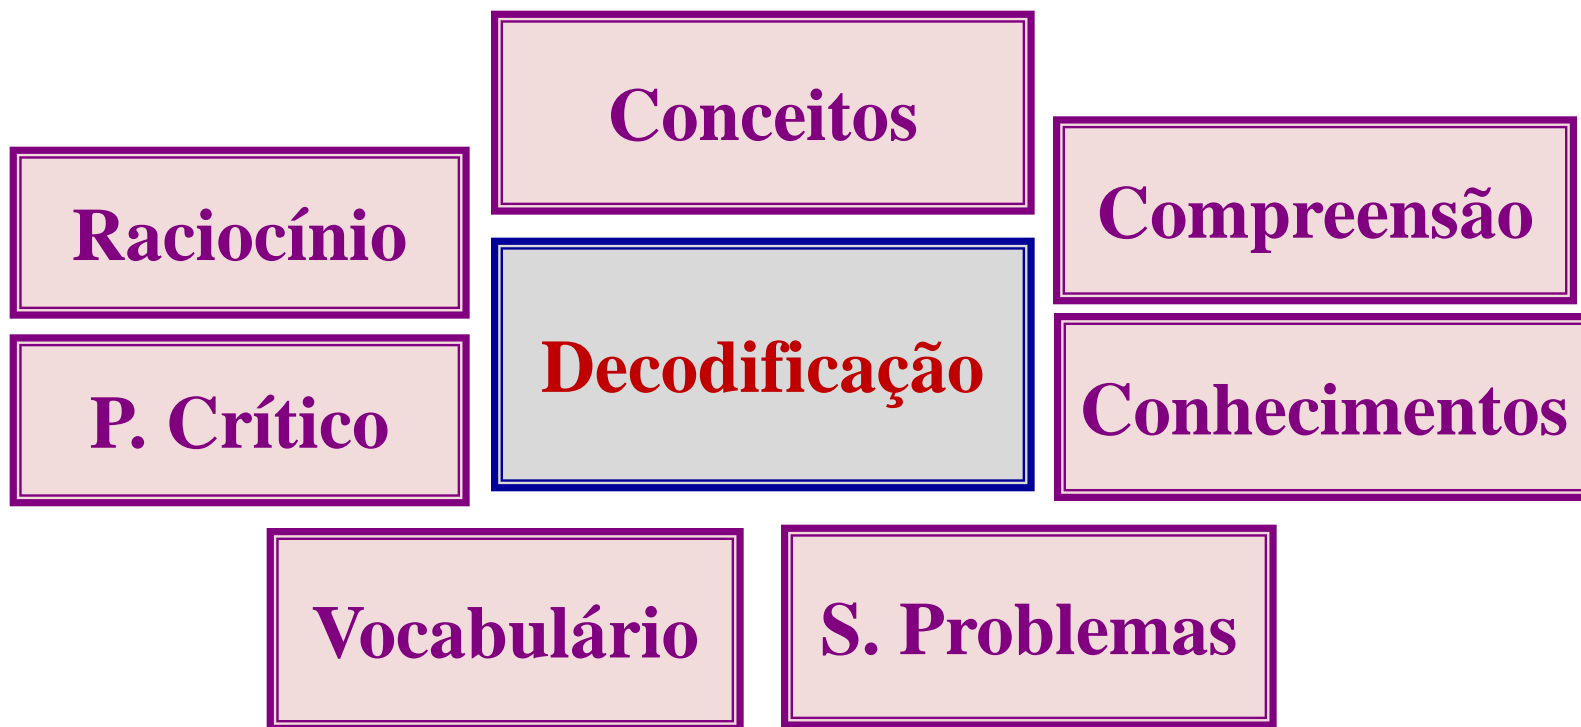 Conceitos
Raciocínio
Compreensão
Decodificação
P. Crítico
Conhecimentos
Vocabulário
S. Problemas